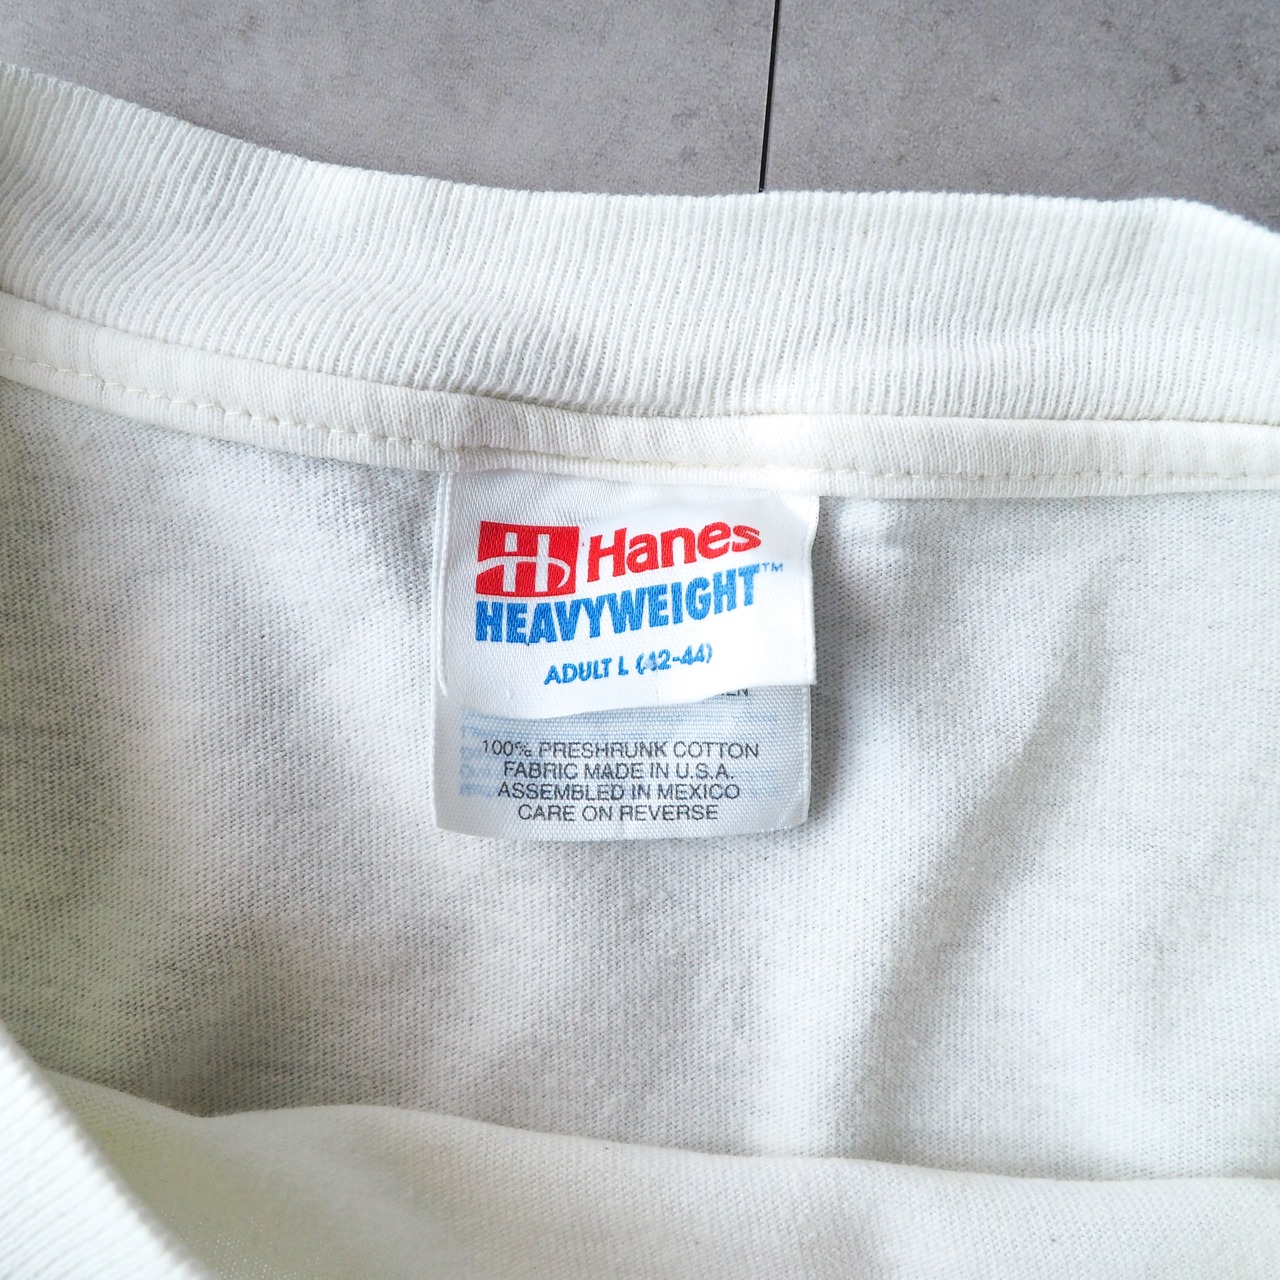 H Hanes
HEAVYWEIGHT™
ADULT L (42-44)
100% PRESHRUNK COTTON
FABRIC MADE IN U.S.A.
ASSEMBLED IN MEXICO
CARE ON REVERSE